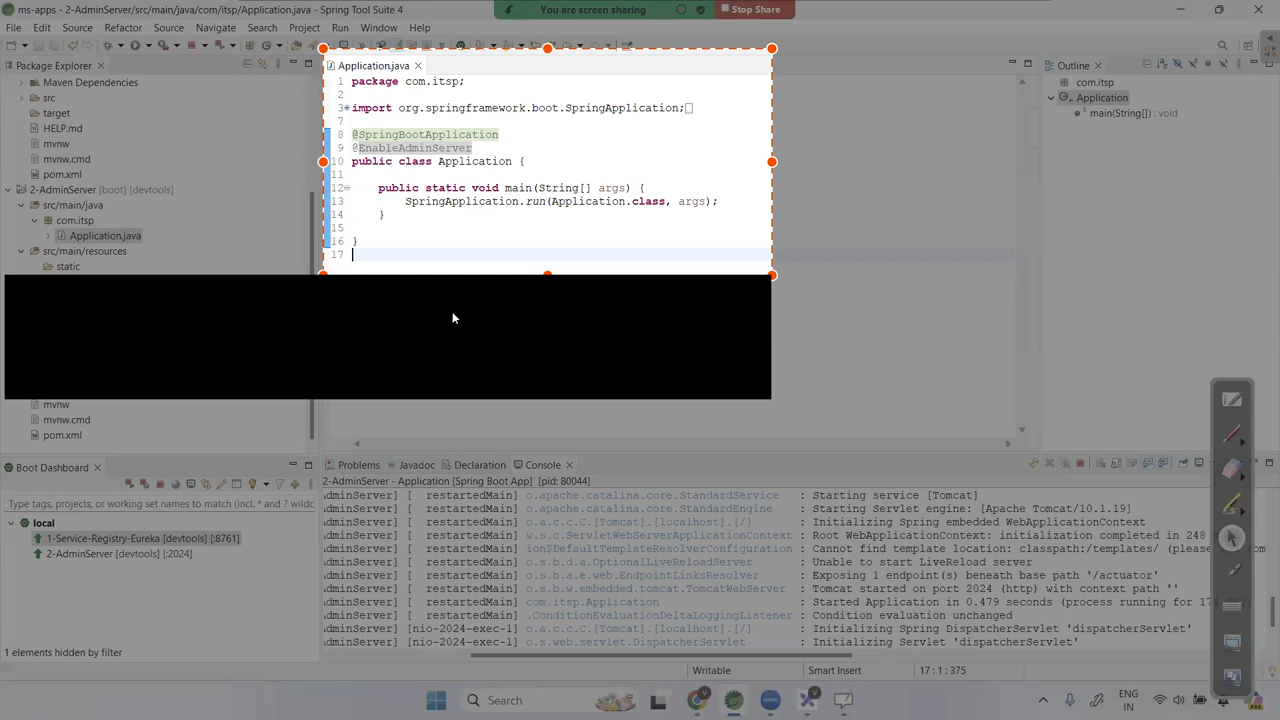 ms-apps - 2-AdminServer/src/main/java/com/itsp/Application.java - Spring Tool Suite 4
You are screen sharing
Stop Share
File Edit Source Refactor Source Navigate Search Project Run Window Help
Package Explorer
Maven Dependencies
src
target
HELP.md
mvnw
mvnw.cmd
pom.xml
2-AdminServer [boot] [devtools]
src/main/java
com.itsp
Application.java
src/main/resources
static
mvnw
mvnw.cmd
pom.xml
Application.java
1 package com.itsp;
2
3 import org.springframework.boot.SpringApplication;
7
8 @SpringBootApplication
9 @EnableAdminServer
10 public class Application {
11
12 public static void main(String[] args) {
13 SpringApplication.run(Application.class, args);
14 }
15
16 }
17
Outline
com.itsp
Application
main(String[]) : void
Boot Dashboard
Type tags, projects, or working set names to match (incl. * and ?
local
1-Service-Registry-Eureka [devtools] [:8761]
2-AdminServer [devtools] [:2024]
1 elements hidden by filter
Problems Javadoc Declaration Console
2-AdminServer - Application [Spring Boot App] [pid: 80044]
AdminServer] [ restartedMain] o.apache.catalina.core.StandardService : Starting service [Tomcat]
AdminServer] [ restartedMain] o.apache.catalina.core.StandardEngine : Starting Servlet engine: [Apache Tomcat/10.1.19]
AdminServer] [ restartedMain] o.a.c.c.C.[Tomcat].[localhost].[/] : Initializing Spring embedded WebApplicationContext
AdminServer] [ restartedMain] w.s.c.ServletWebServerApplicationContext : Root WebApplicationContext: initialization completed in 248
AdminServer] [ restartedMain] ion$DefaultTemplateResolverConfiguration : Cannot find template location: classpath:/templates/ (please
AdminServer] [ restartedMain] o.s.b.d.a.OptionalLiveReloadServer : Unable to start LiveReload server
AdminServer] [ restartedMain] o.s.b.a.e.web.EndpointLinksResolver : Exposing 1 endpoint(s) beneath base path '/actuator'
AdminServer] [ restartedMain] o.s.b.w.embedded.tomcat.TomcatWebServer : Tomcat started on port 2024 (http) with context path ''
AdminServer] [ restartedMain] com.itsp.Application : Started Application in 0.479 seconds (process running for
AdminServer] [ restartedMain] .ConditionEvaluationDeltaLoggingListener : Condition evaluation unchanged
AdminServer] [nio-2024-exec-1] o.a.c.c.C.[Tomcat].[localhost].[/] : Initializing Spring DispatcherServlet 'dispatcherServlet'
AdminServer] [nio-2024-exec-1] o.s.web.servlet.DispatcherServlet : Initializing Servlet 'dispatcherServlet'
Writable Smart Insert 17 : 1 : 375
Search
ENG
IN